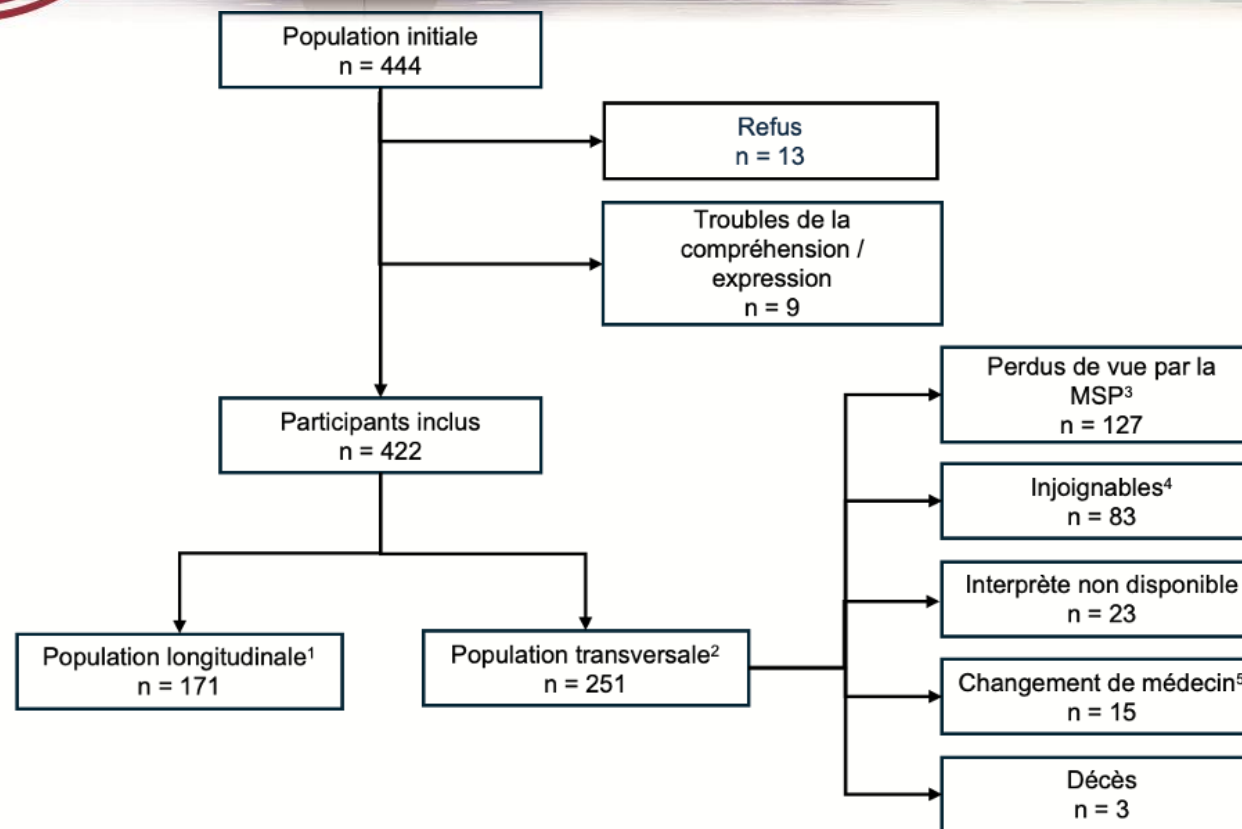 Population initiale
n = 444
Refus
n = 13
Troubles de la
compréhension /
expression
n = 9
Participants inclus
n = 422
Population longitudinale¹
n = 171
Population transversale²
n = 251
Perdus de vue par la
MSP³
n = 127
Injoignables⁴
n = 83
Interprète non disponible
n = 23
Changement de médecin⁵
n = 15
Décès
n = 3